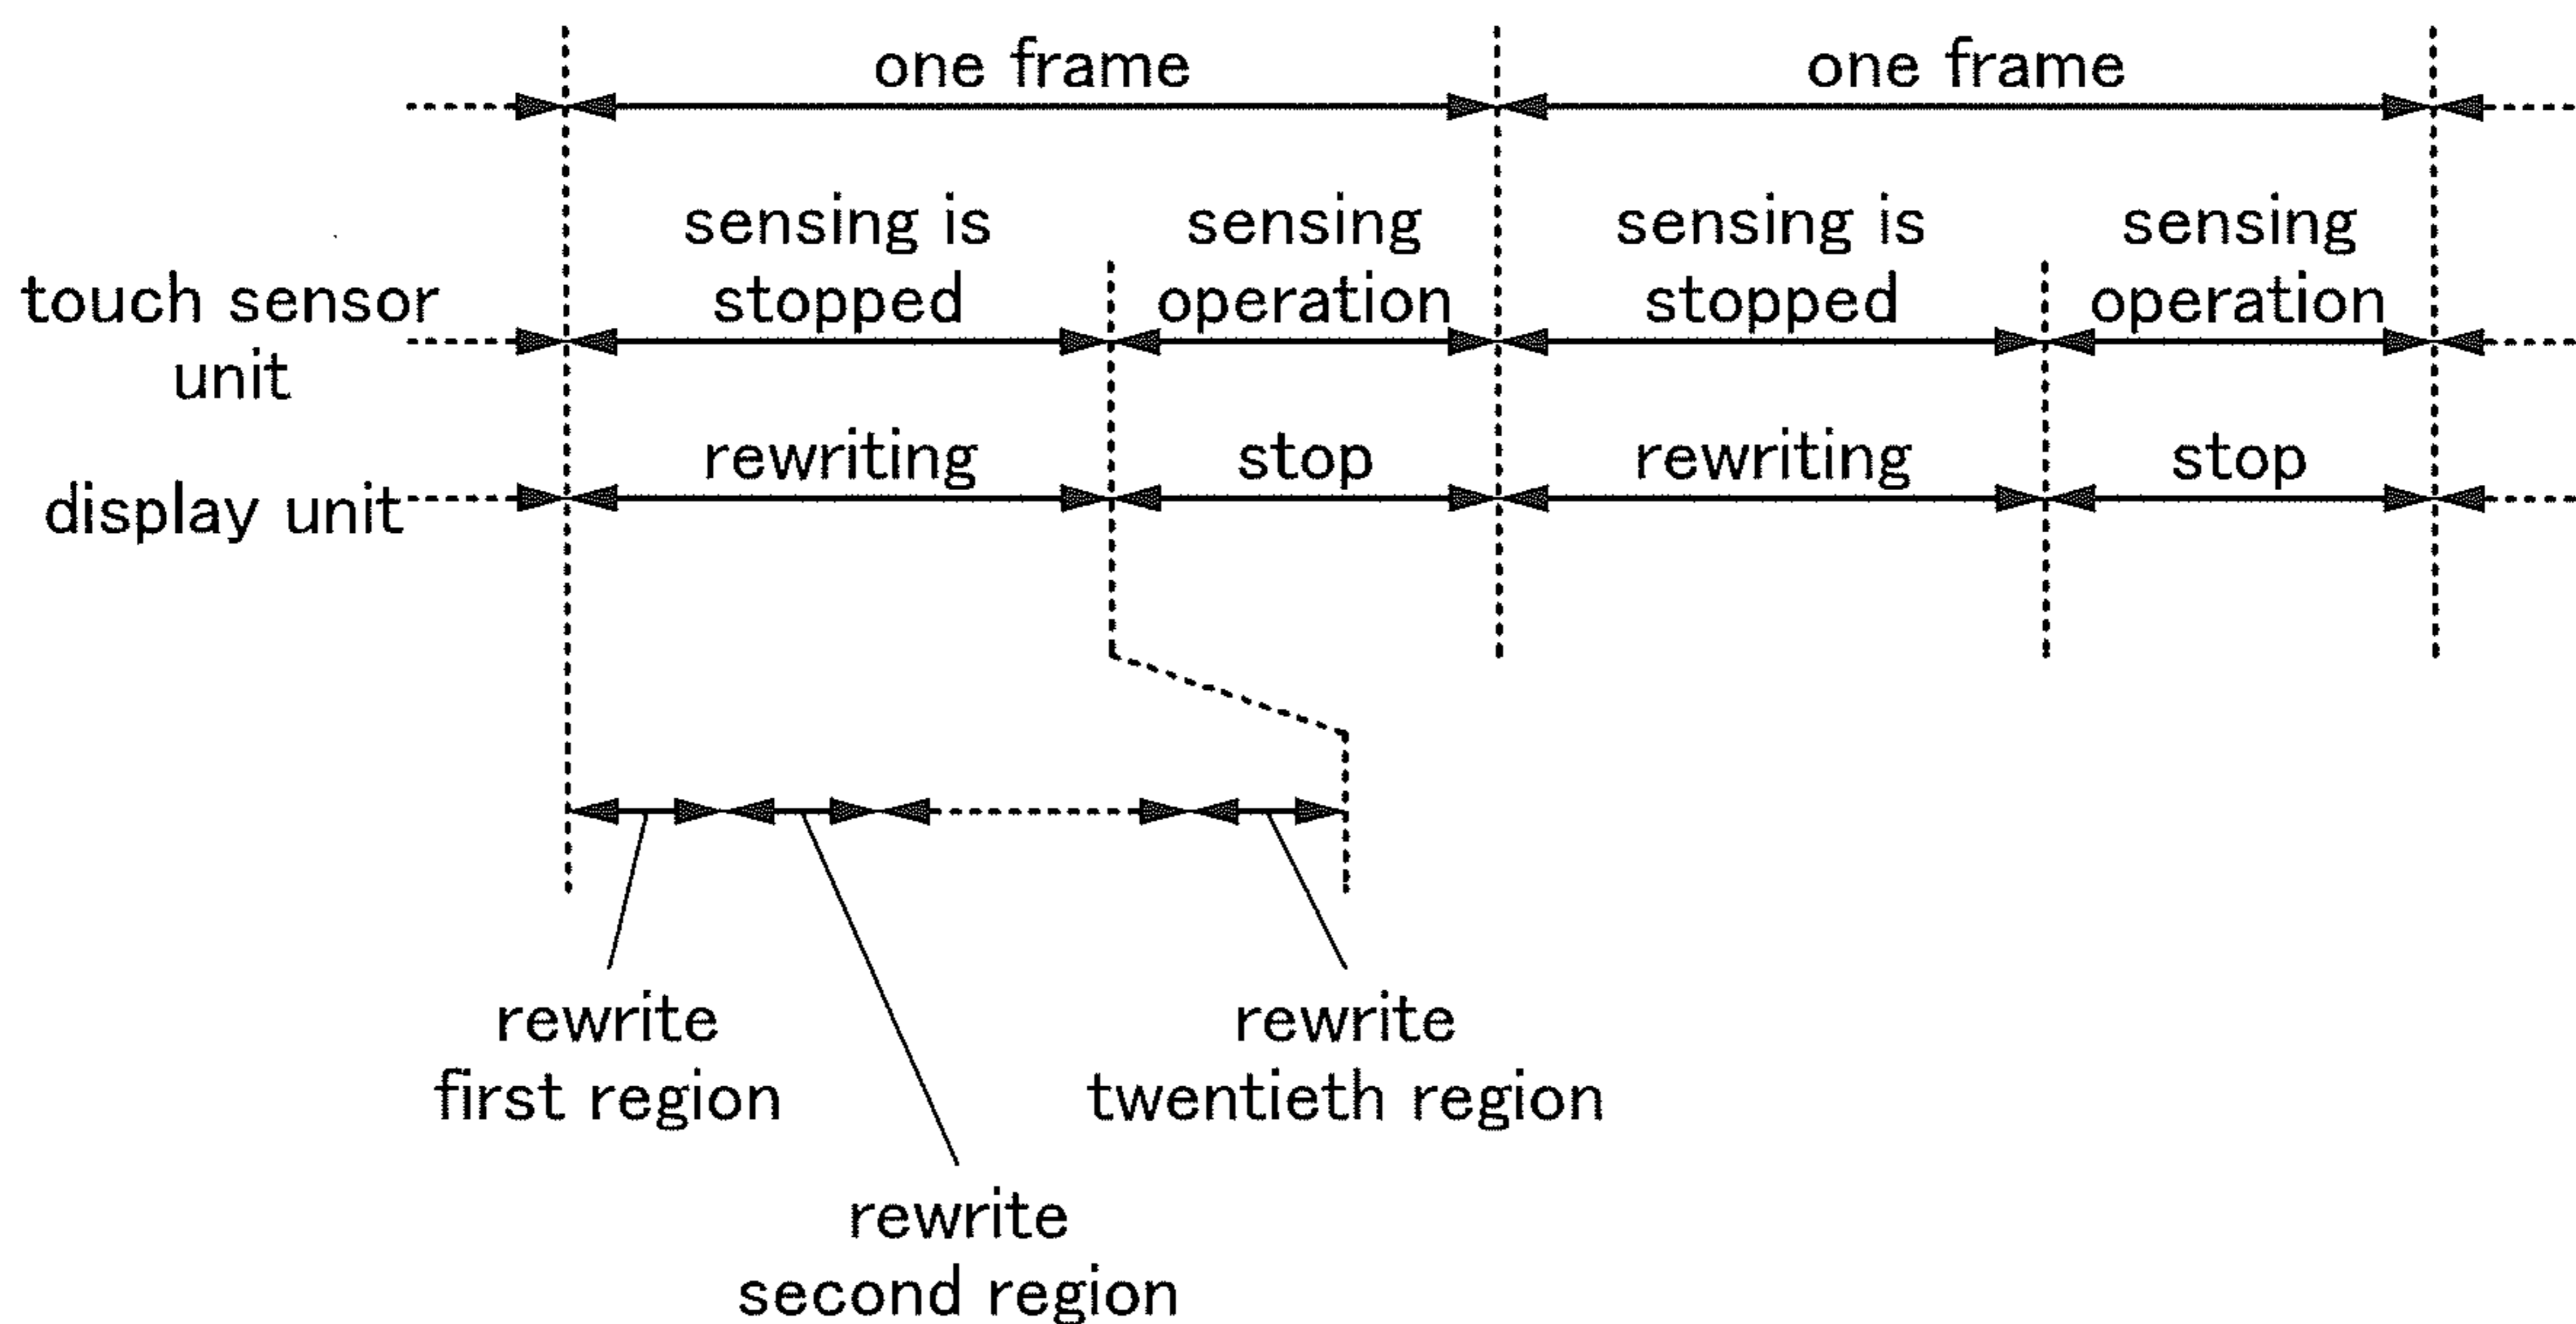 one frame
one frame
sensing is
stopped
sensing
operation
sensing is
stopped
sensing
operation
touch sensor
unit
rewriting
stop
rewriting
stop
display unit
rewrite
first region
rewrite
twentieth region
rewrite
second region